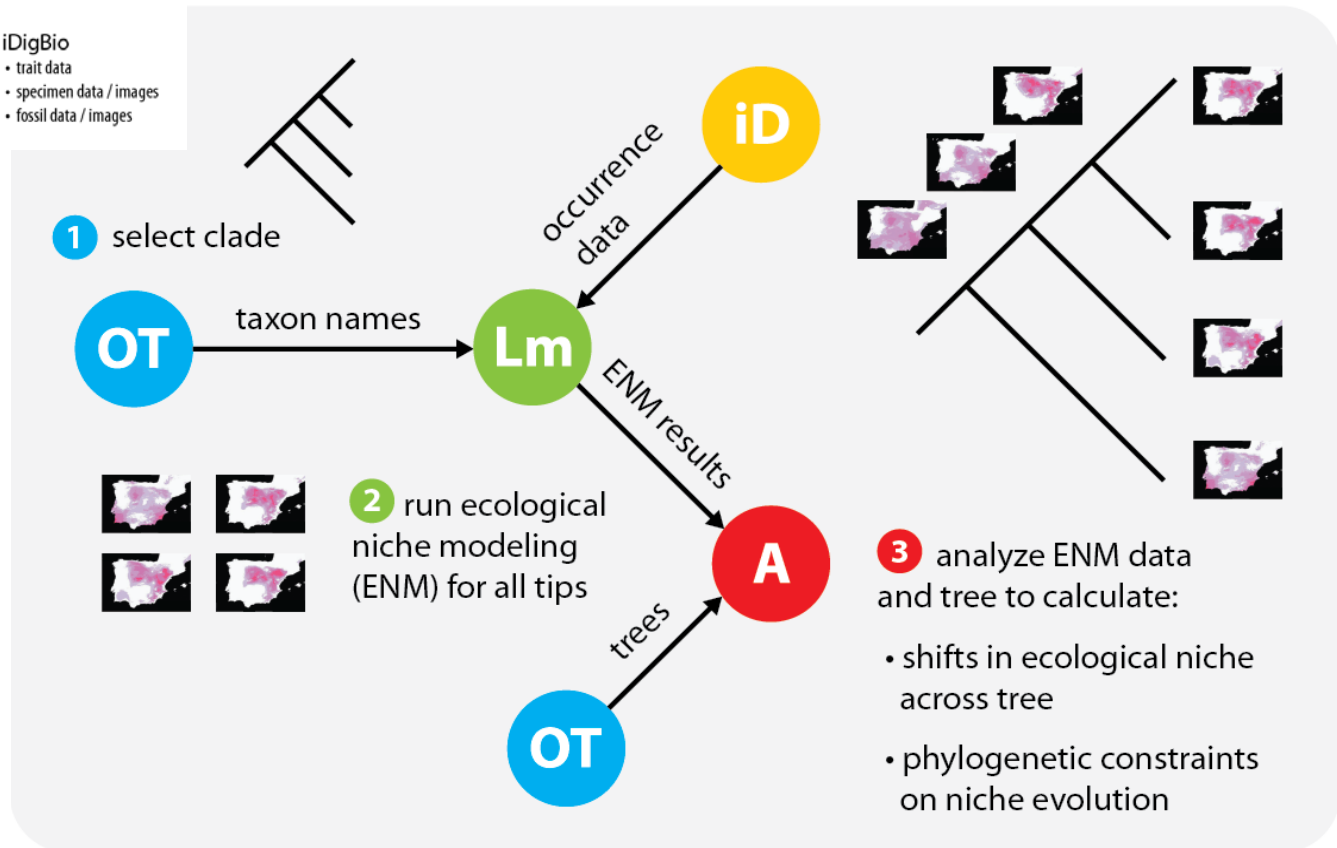 iDigBio
• trait data
• specimen data / images
• fossil data / images
iD
occurrence
data
1 select clade
OT
taxon names
Lm
ENM results
2 run ecological
niche modeling
(ENM) for all tips
A
trees
OT
3 analyze ENM data
and tree to calculate:
• shifts in ecological niche
across tree
• phylogenetic constraints
on niche evolution